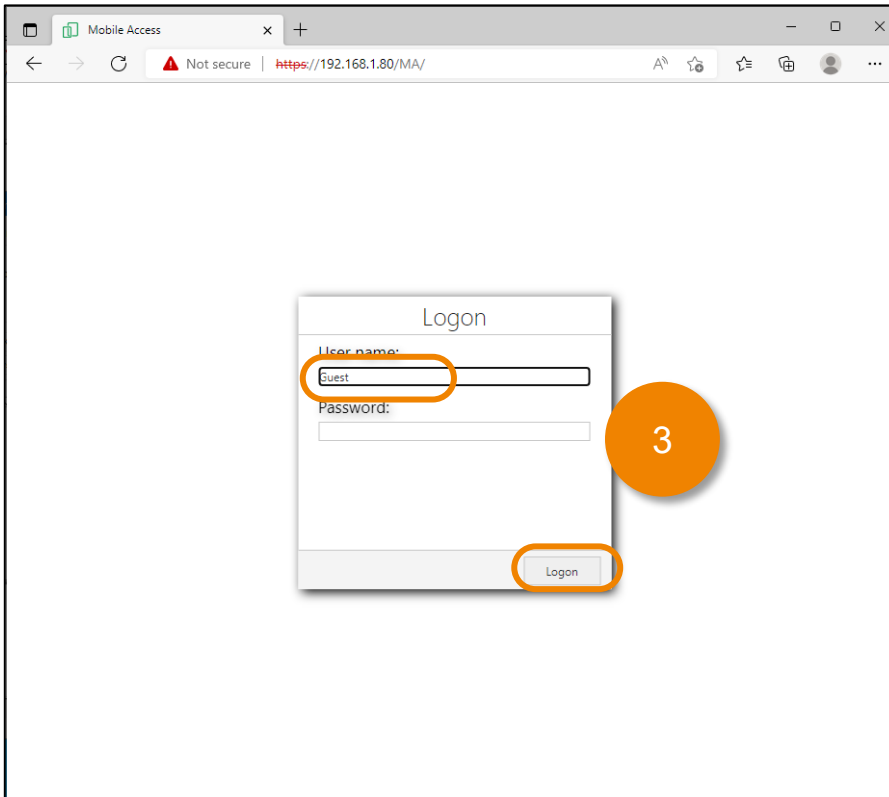 Mobile Access
Not secure | https://192.168.1.80/MA/
Logon
User name:
Guest
Password:
3
Logon